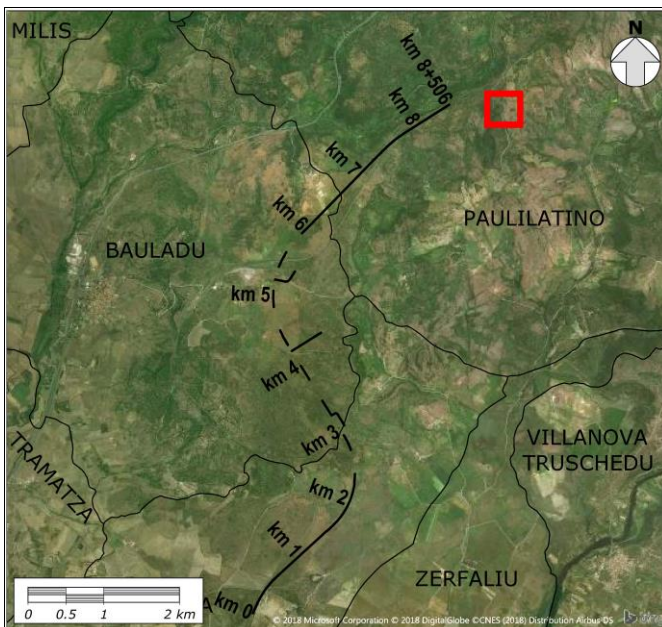 MILIS
N
km 8+506
km 8
km 7
PAULILATINO
km 6
BAULADU
km 5
km 4
km 3
VILLANOVA
TRUSCHEDU
TRAMATZA
km 2
km 1
ZERFALIU
km 0
0 0.5 1 2 km
© 2018 Microsoft Corporation © 2018 DigitalGlobe ©CNES (2018) Distribution Airbus DS